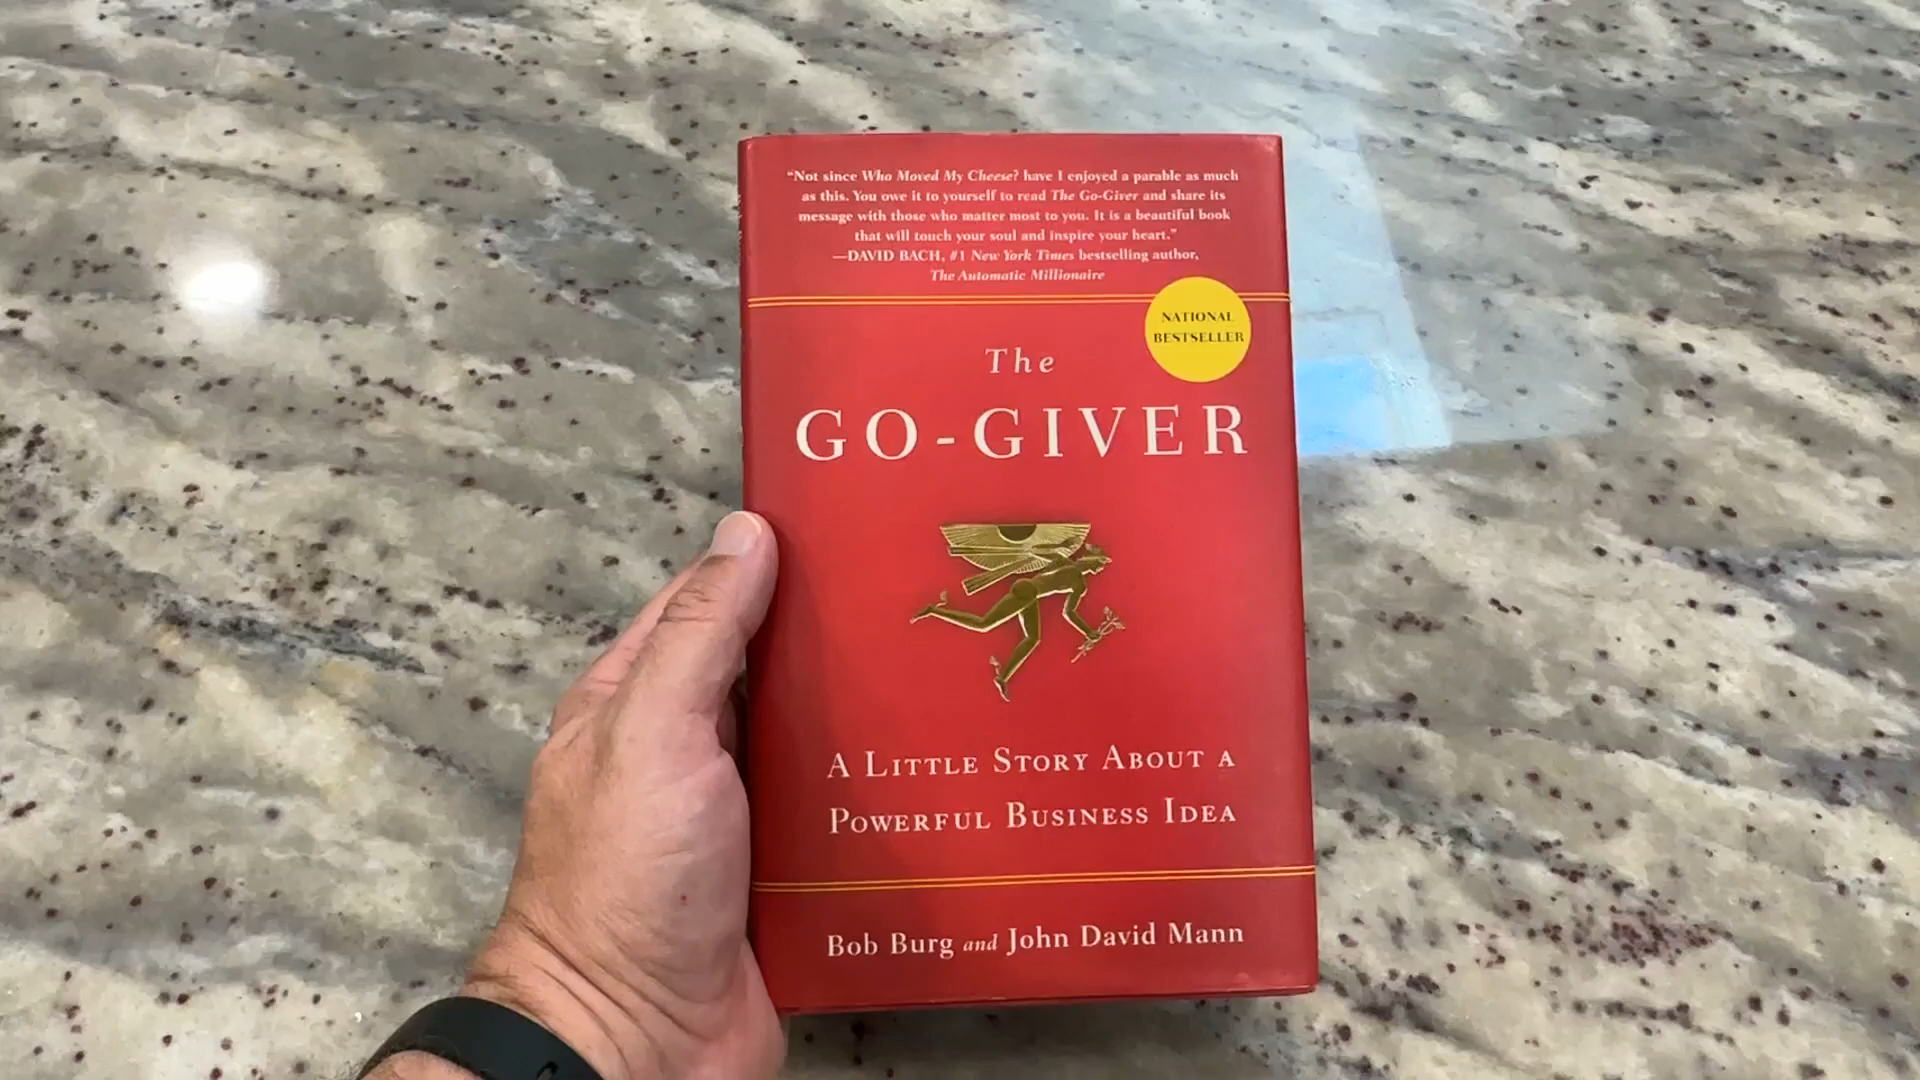 “Not since Who Moved My Cheese? have I enjoyed a parable as much
as this. You owe it to yourself to read The Go-Giver and share its
message with those who matter most to you. It is a beautiful book
that will touch your soul and inspire your heart.”
—DAVID BACH, #1 New York Times bestselling author,
The Automatic Millionaire
NATIONAL
BESTSELLER
The
GO-GIVER
A LITTLE STORY ABOUT A
POWERFUL BUSINESS IDEA
Bob Burg and John David Mann